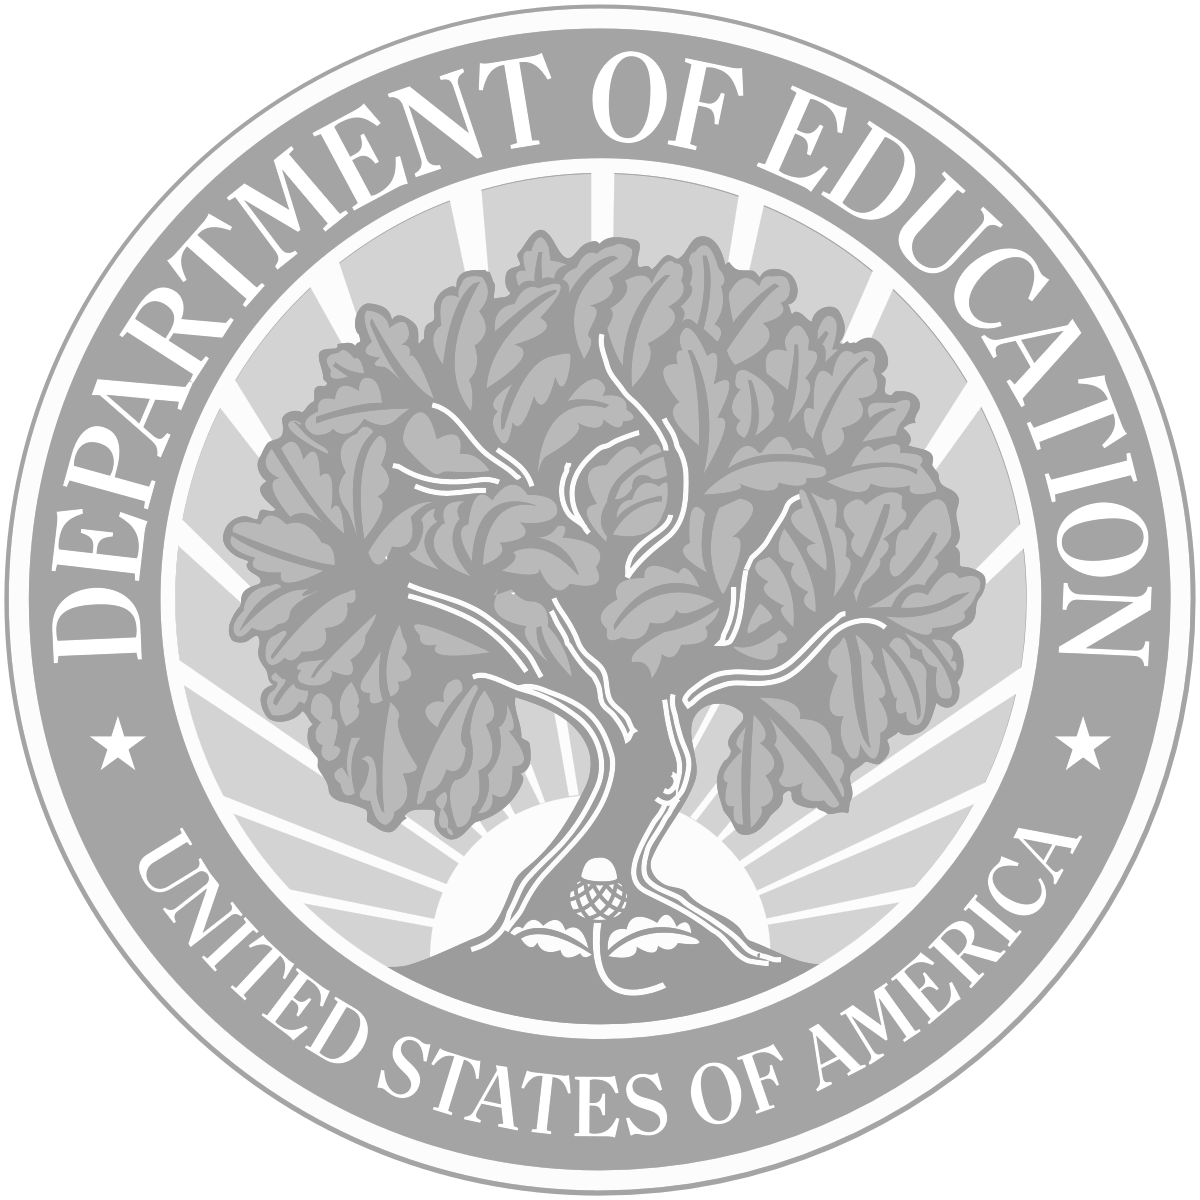 DEPARTMENT OF EDUCATION
UNITED STATES OF AMERICA